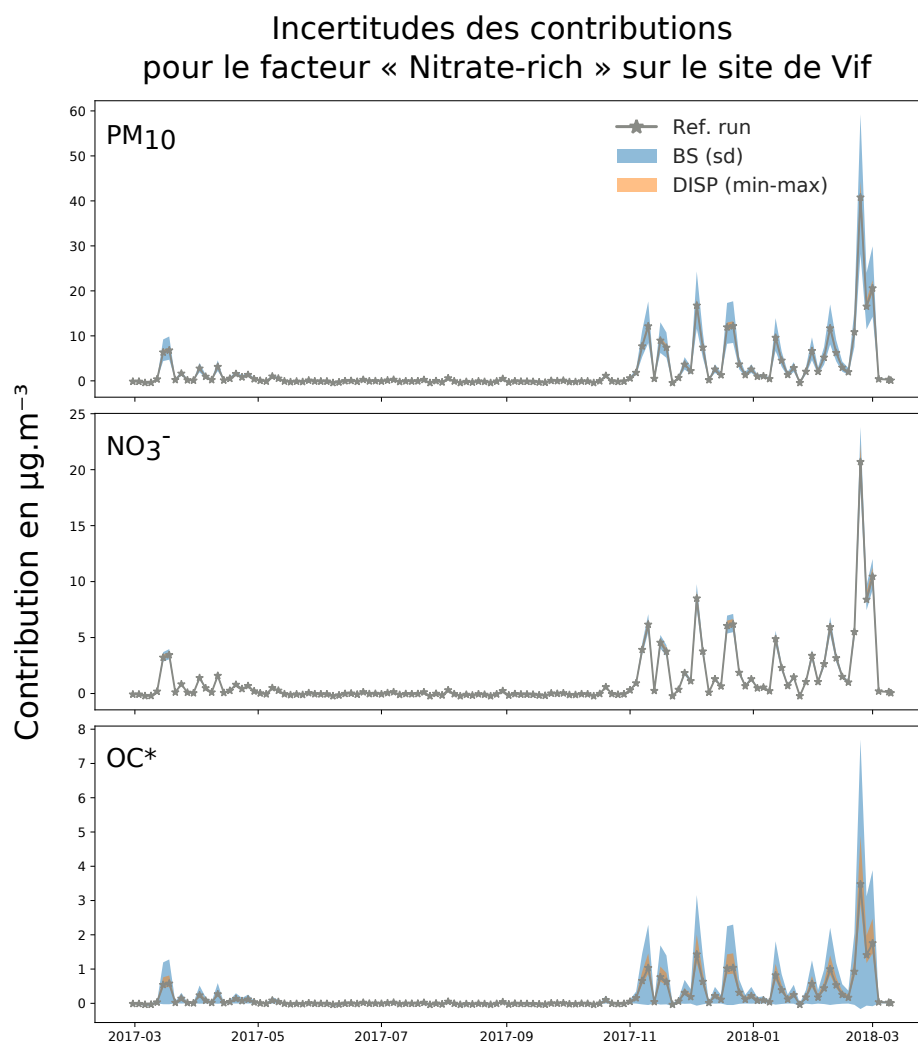 Incertitudes des contributions
pour le facteur « Nitrate-rich » sur le site de Vif
Contribution en µg.m⁻³
PM10
Ref. run
BS (sd)
DISP (min-max)
60
50
40
30
20
10
0
NO3-
25
20
15
10
5
0
OC*
8
7
6
5
4
3
2
1
0
2017-03 2017-05 2017-07 2017-09 2017-11 2018-01 2018-03